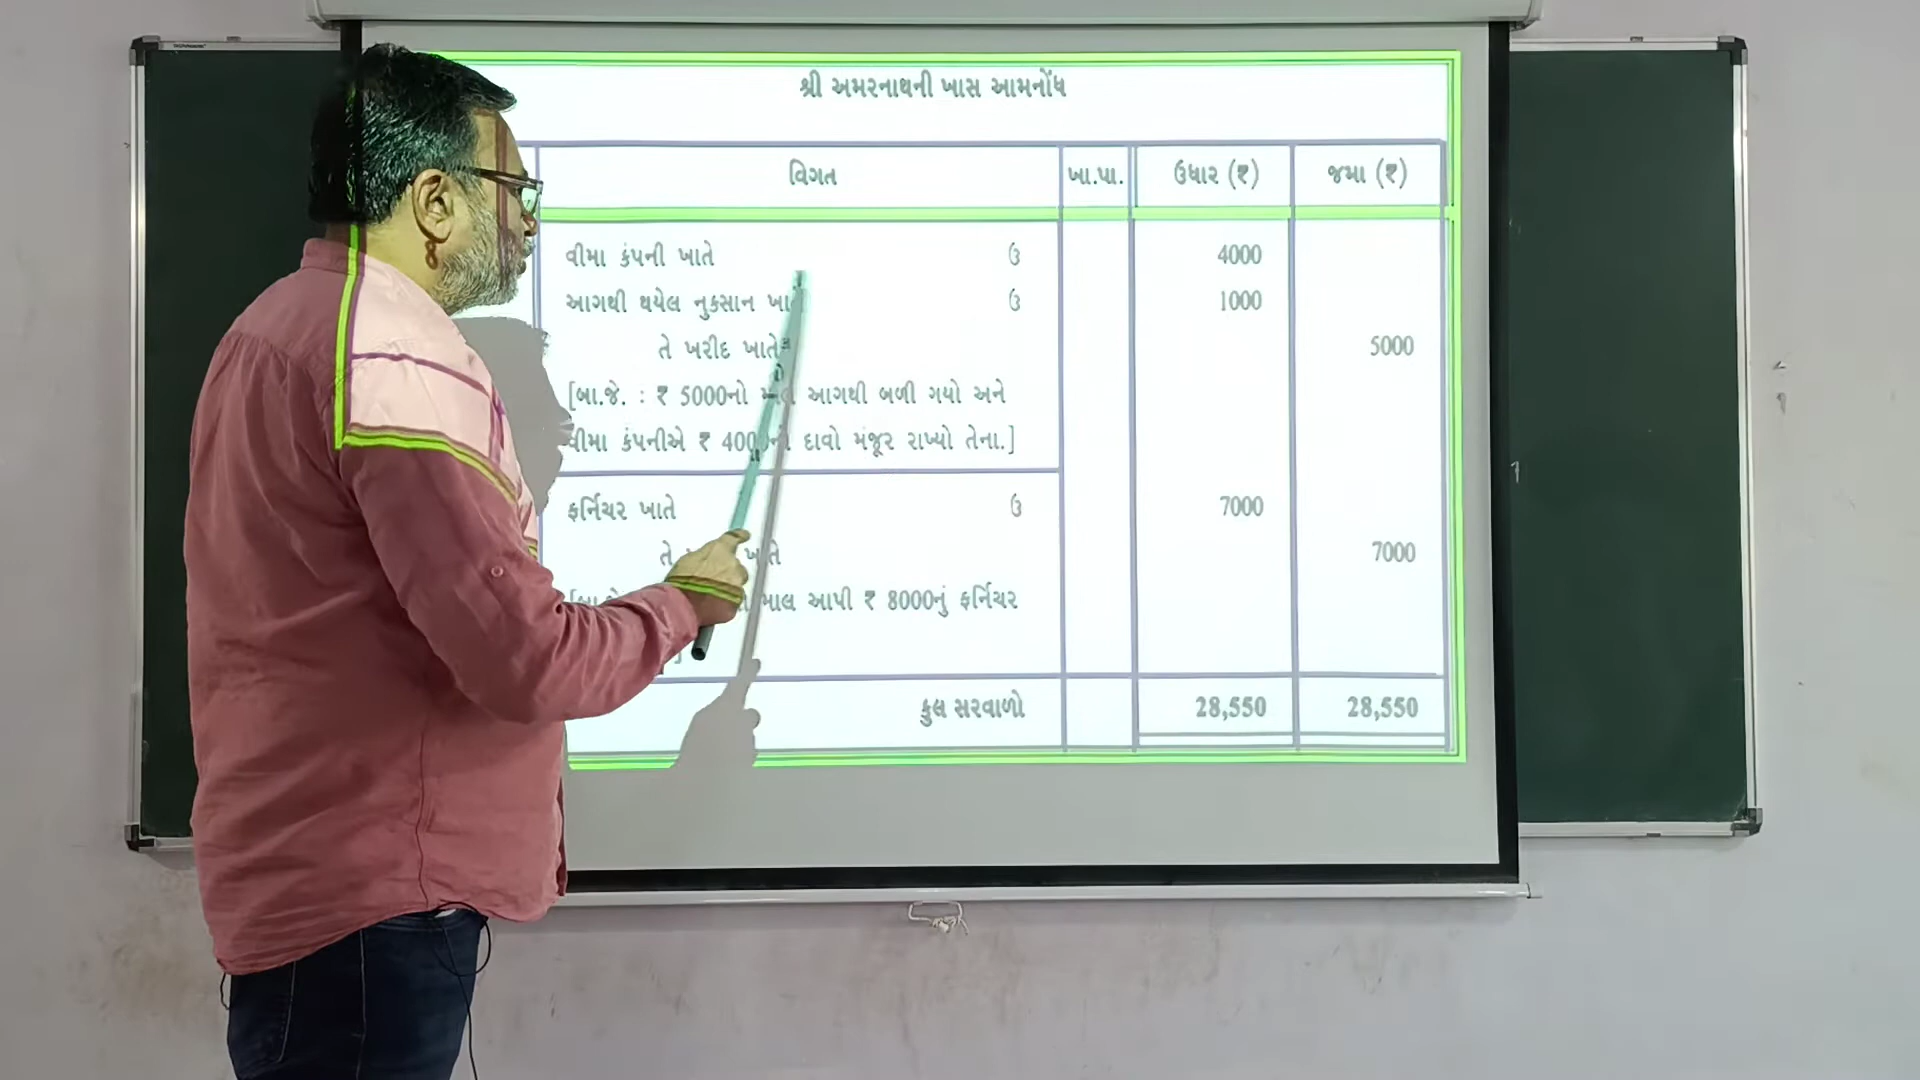 શ્રી અમરનાથની ખાસ આમનોંધ
વિગત ખા.પા. ઉધાર (₹) જમા (₹)
વીમા કંપની ખાતે ઉ 4000
આગથી થયેલ નુકસાન ખાતે ઉ 1000
તે ખરીદ ખાતે 5000
[બા.જે. : ₹ 5000નો આગથી બળી ગયો અને
વીમા કંપનીએ ₹ 4000નો દાવો મંજૂર રાખ્યો તેના.]
ફર્નિચર ખાતે ઉ 7000
તે ખાતે 7000
માલ આપી ₹ 8000નું ફર્નિચર
કુલ સરવાળો 28,550 28,550